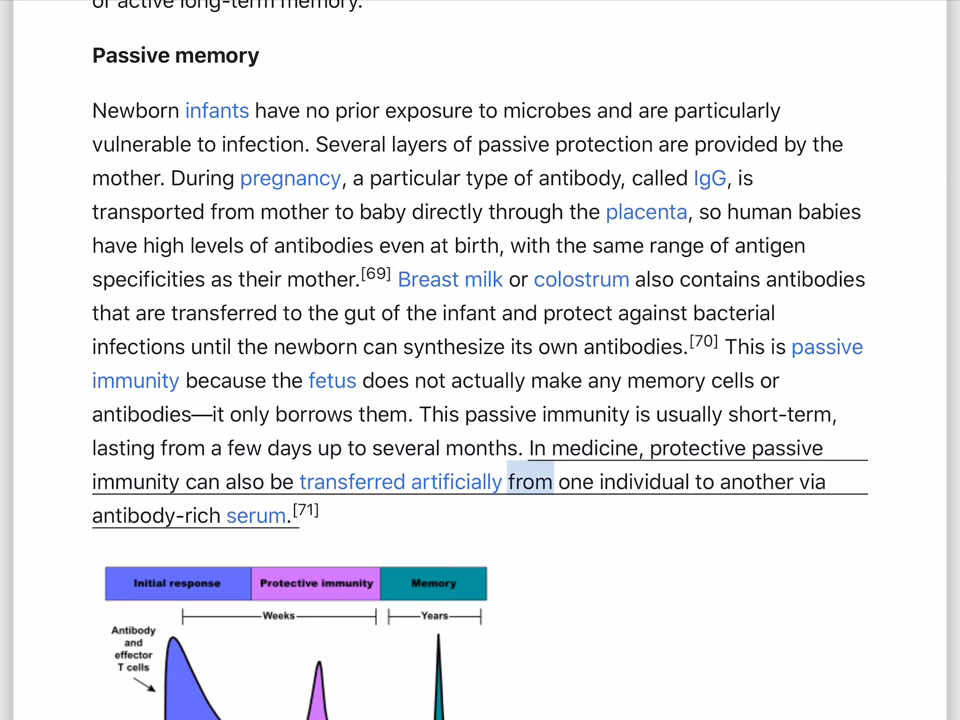 of active long-term memory.
Passive memory
Newborn infants have no prior exposure to microbes and are particularly
vulnerable to infection. Several layers of passive protection are provided by the
mother. During pregnancy, a particular type of antibody, called IgG, is
transported from mother to baby directly through the placenta, so human babies
have high levels of antibodies even at birth, with the same range of antigen
specificities as their mother.[69] Breast milk or colostrum also contains antibodies
that are transferred to the gut of the infant and protect against bacterial
infections until the newborn can synthesize its own antibodies.[70] This is passive
immunity because the fetus does not actually make any memory cells or
antibodies—it only borrows them. This passive immunity is usually short-term,
lasting from a few days up to several months. In medicine, protective passive
immunity can also be transferred artificially from one individual to another via
antibody-rich serum.[71]
Initial response Protective immunity Memory
Weeks Years
Antibody
and
effector
T cells